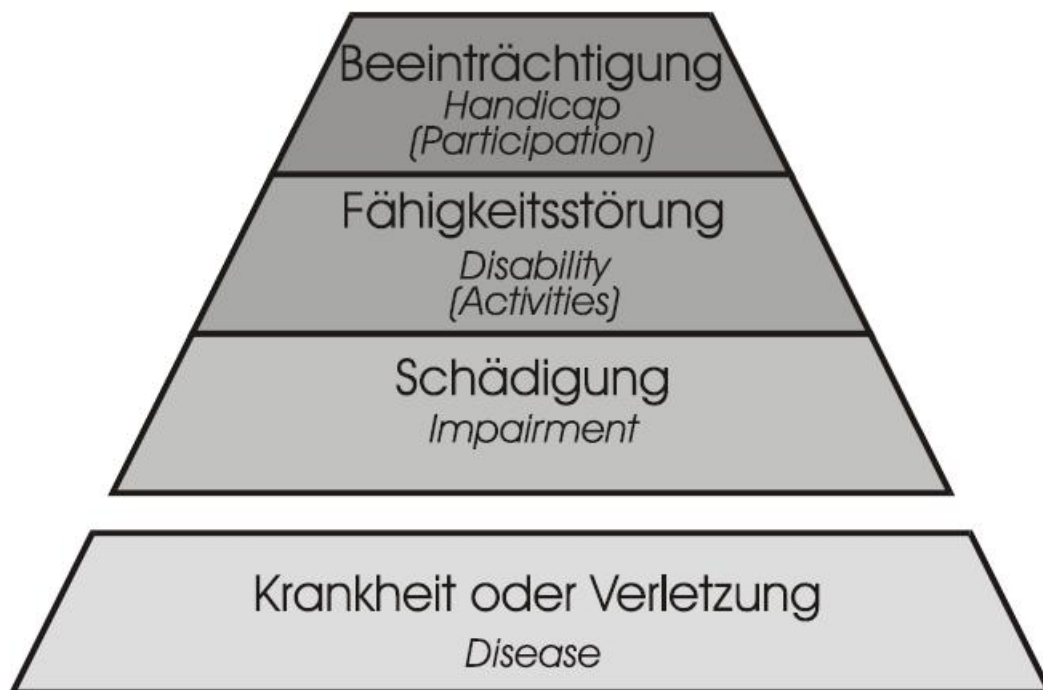 Beeinträchtigung
Handicap
(Participation)
Fähigkeitsstörung
Disability
(Activities)
Schädigung
Impairment
Krankheit oder Verletzung
Disease